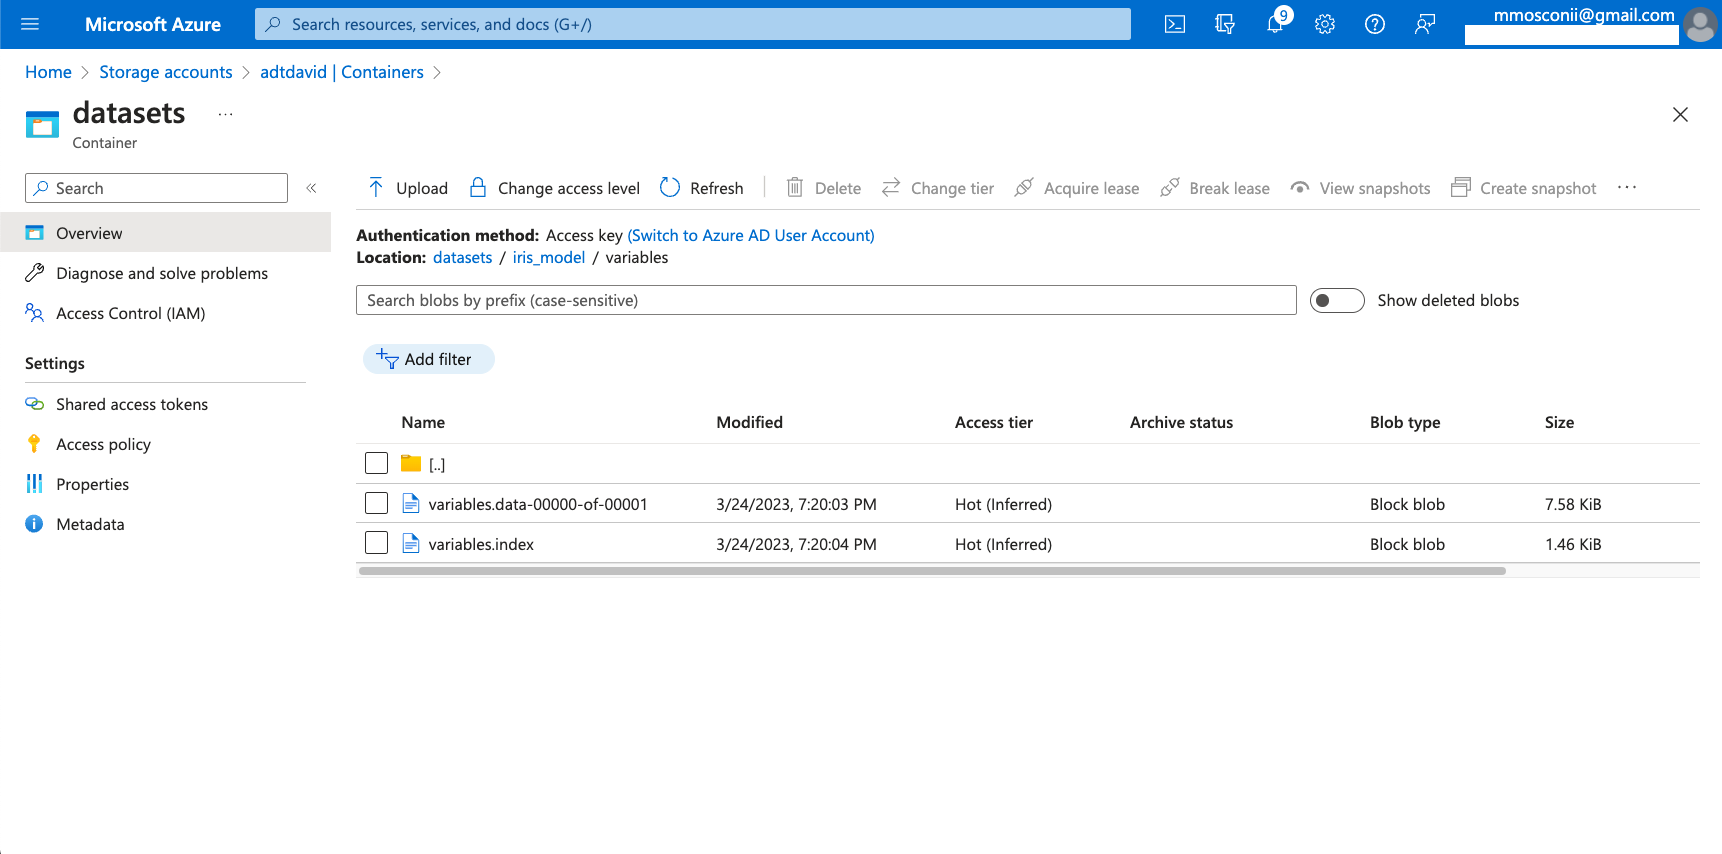 Microsoft Azure
Search resources, services, and docs (G+/)
9
mmosconii@gmail.com
Home > Storage accounts > adtdavid | Containers >
datasets ...
Container
Search
«
Upload Change access level Refresh | Delete Change tier Acquire lease Break lease View snapshots Create snapshot ...
Overview
Diagnose and solve problems
Access Control (IAM)
Settings
Shared access tokens
Access policy
Properties
Metadata
Authentication method: Access key (Switch to Azure AD User Account)
Location: datasets / iris_model / variables
Search blobs by prefix (case-sensitive)
Show deleted blobs
Add filter
Name Modified Access tier Archive status Blob type Size
[..]
variables.data-00000-of-00001 3/24/2023, 7:20:03 PM Hot (Inferred) Block blob 7.58 KiB
variables.index 3/24/2023, 7:20:04 PM Hot (Inferred) Block blob 1.46 KiB